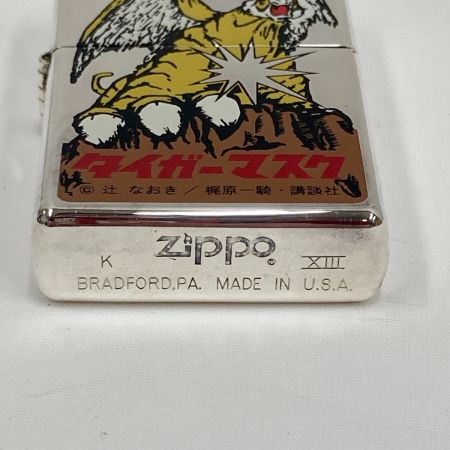 タイガーマスク
© 辻 なおき／梶原一騎・講談社
K zippo® XIII
BRADFORD,PA. MADE IN U.S.A.